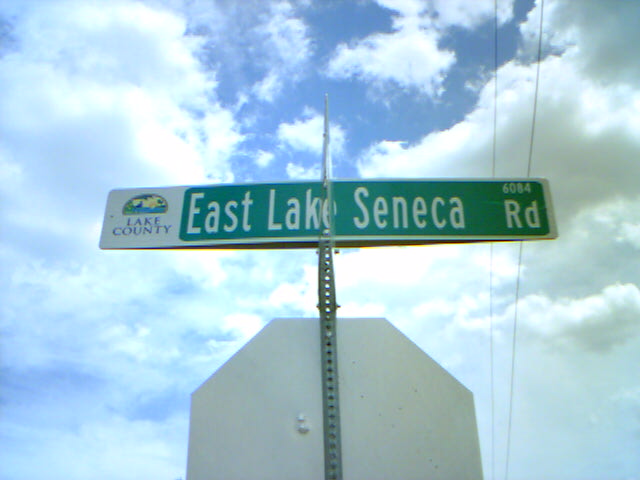 LAKE
COUNTY
East Lake Seneca Rd
6084